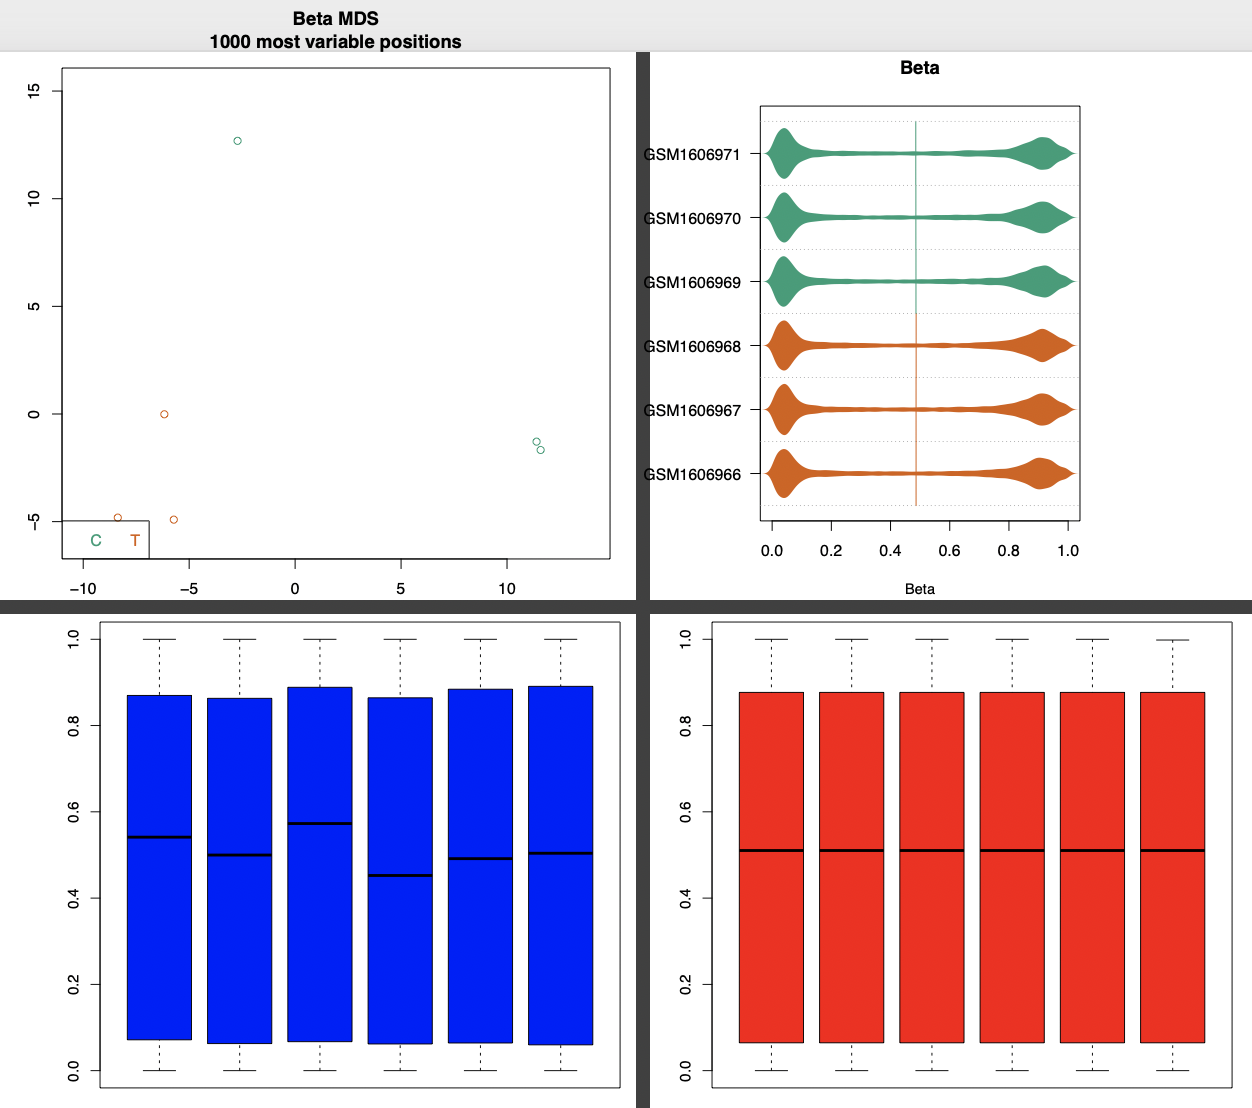 Beta MDS
1000 most variable positions
15
10
5
0
−5
C T
−10 −5 0 5 10
Beta
GSM1606971
GSM1606970
GSM1606969
GSM1606968
GSM1606967
GSM1606966
0.0 0.2 0.4 0.6 0.8 1.0
Beta
1.0
0.8
0.6
0.4
0.2
0.0
1.0
0.8
0.6
0.4
0.2
0.0